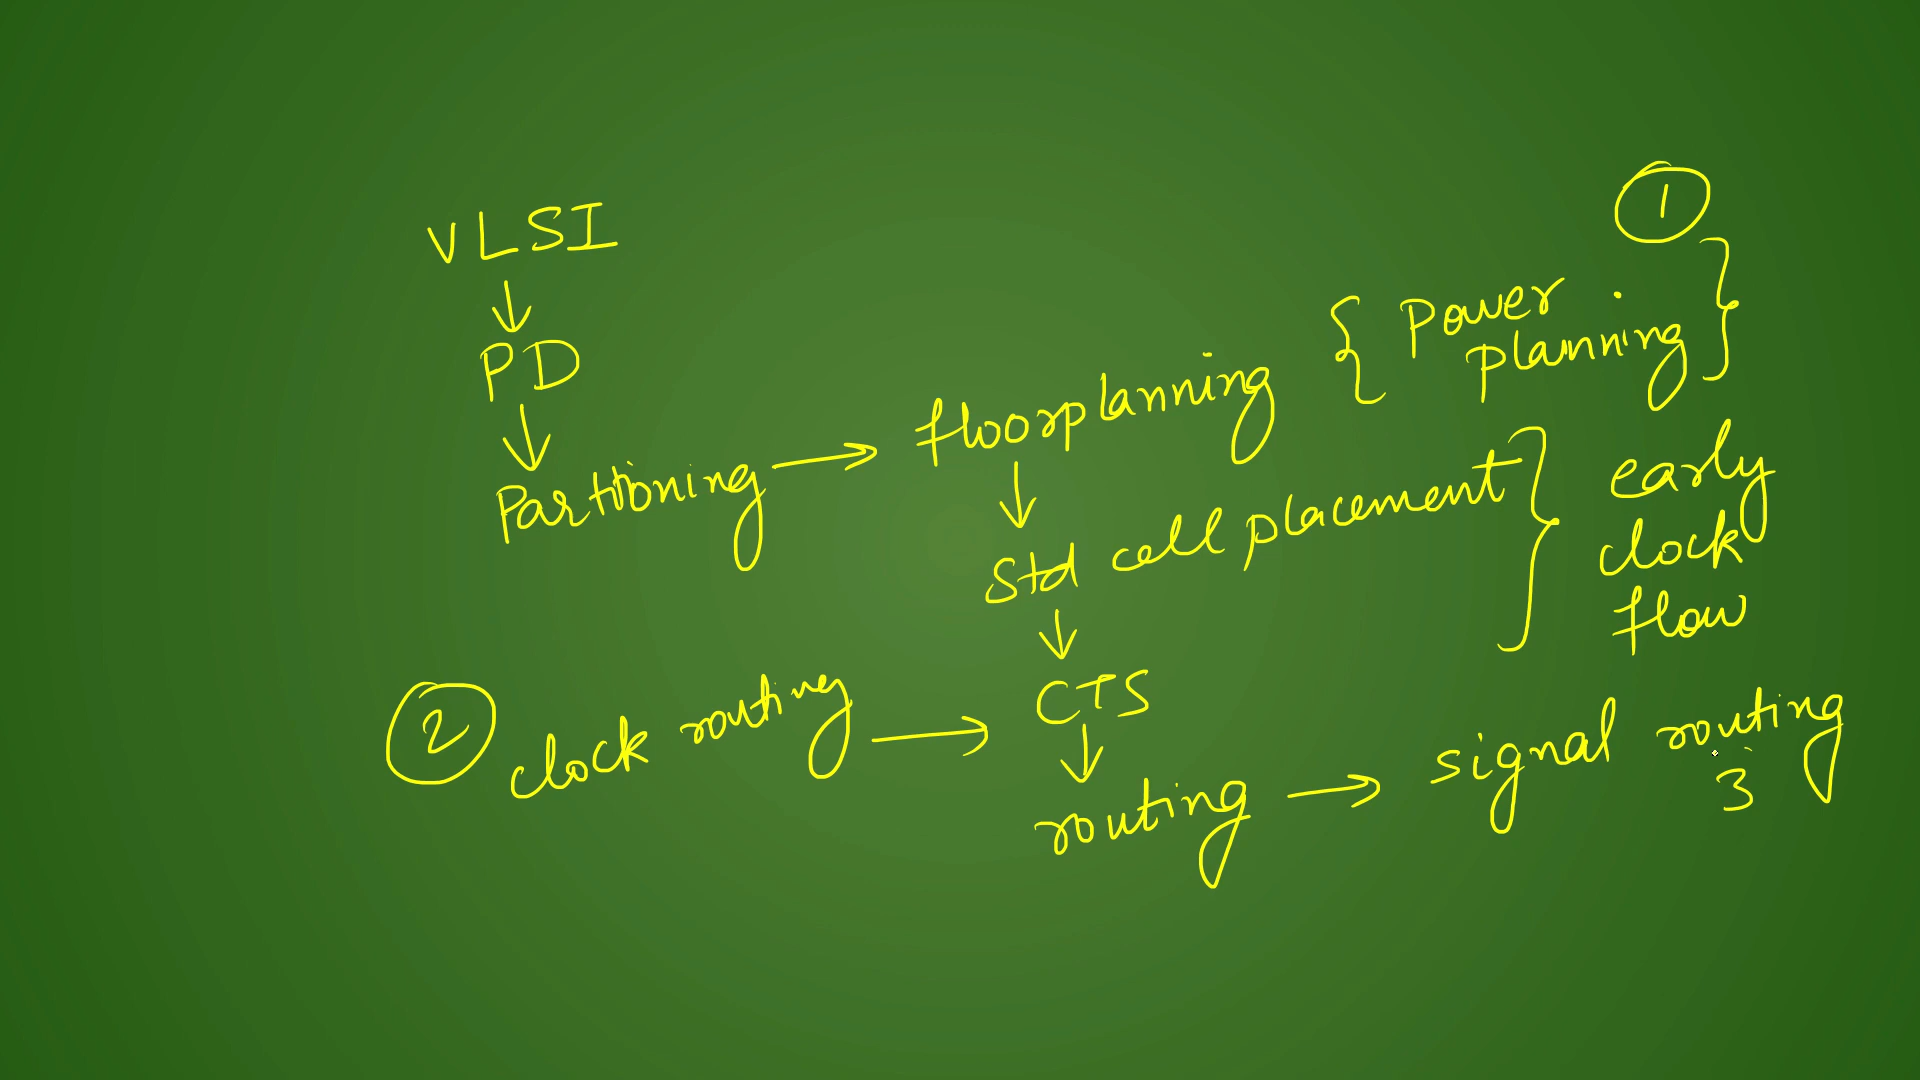 VLSI
PD
Partitioning
floorplanning
{ Power
planning }
1
Std cell placement }
early
clock
flow
CTS
2
clock routing
routing
signal routing
3